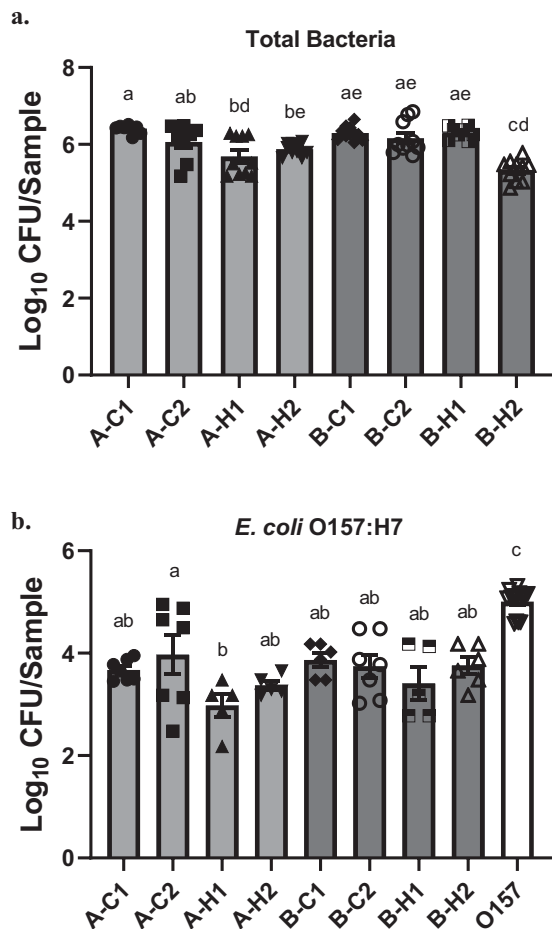 a.
Total Bacteria
Log10 CFU/Sample
8
6
4
2
0
a
ab
bd
be
ae
ae
ae
cd
A-C1
A-C2
A-H1
A-H2
B-C1
B-C2
B-H1
B-H2
b.
E. coli O157:H7
Log10 CFU/Sample
6
4
2
0
ab
a
b
ab
ab
ab
ab
ab
c
A-C1
A-C2
A-H1
A-H2
B-C1
B-C2
B-H1
B-H2
O157